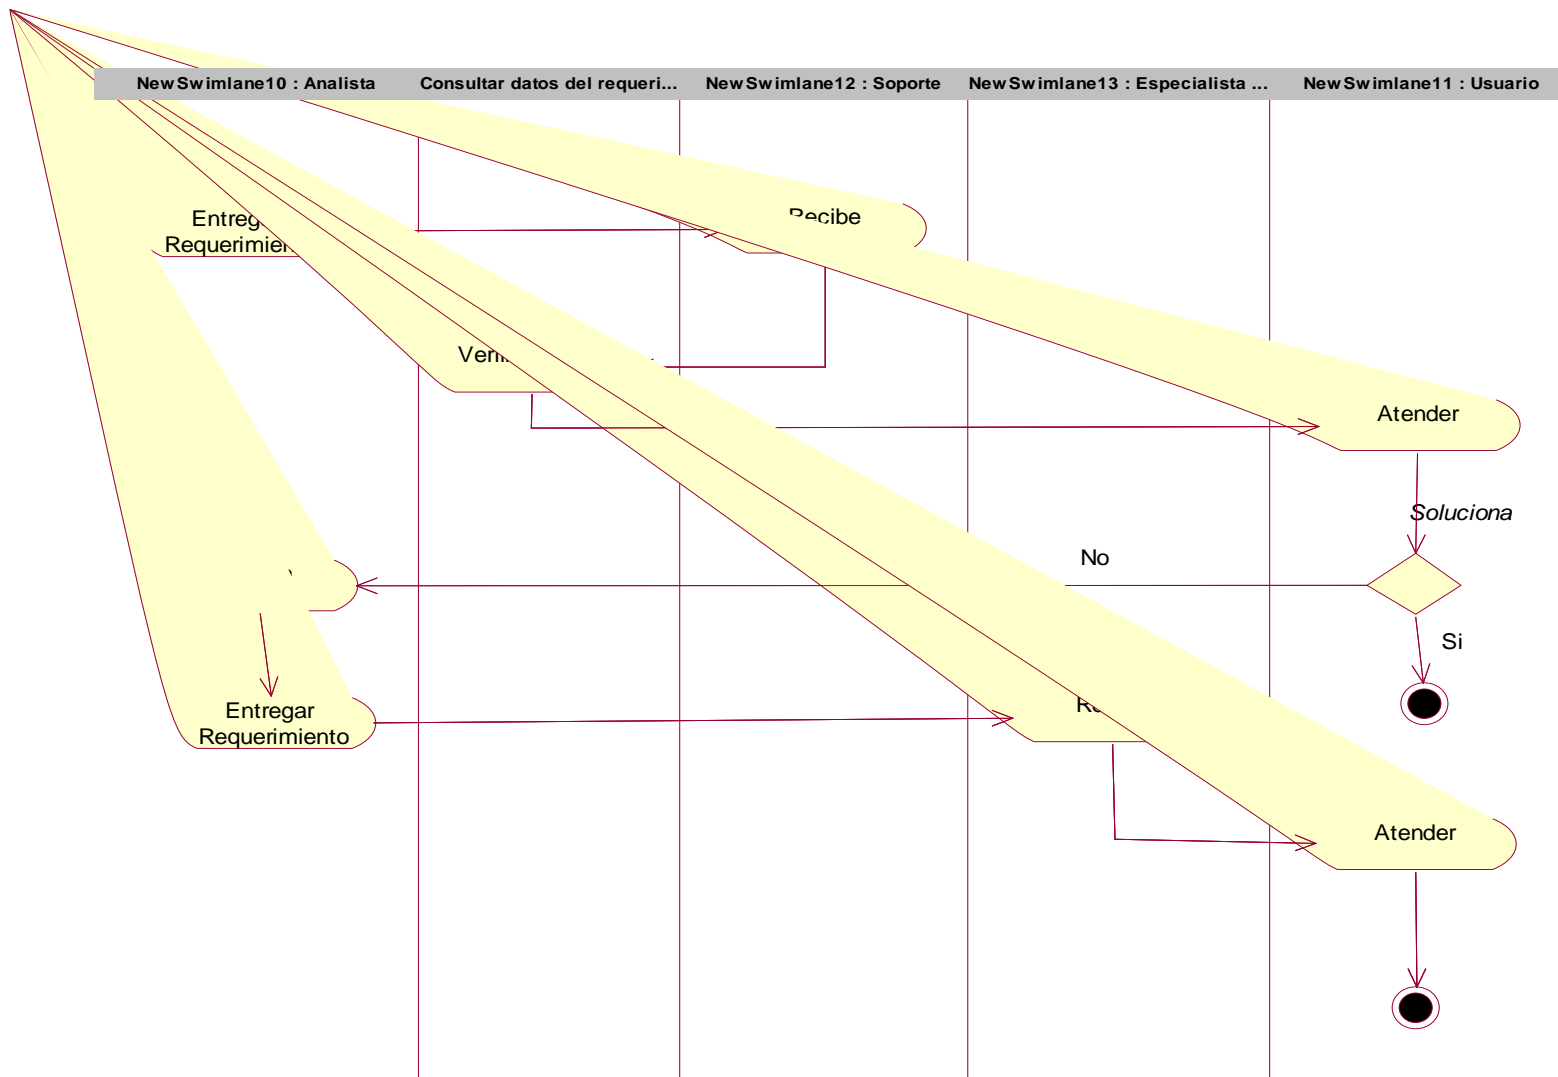 NewSwimlane10 : Analista
Consultar datos del requeri...
NewSwimlane12 : Soporte
NewSwimlane13 : Especialista ...
NewSwimlane11 : Usuario
Recibe
Atender
Soluciona
No
Si
Entregar
Requerimiento
Atender